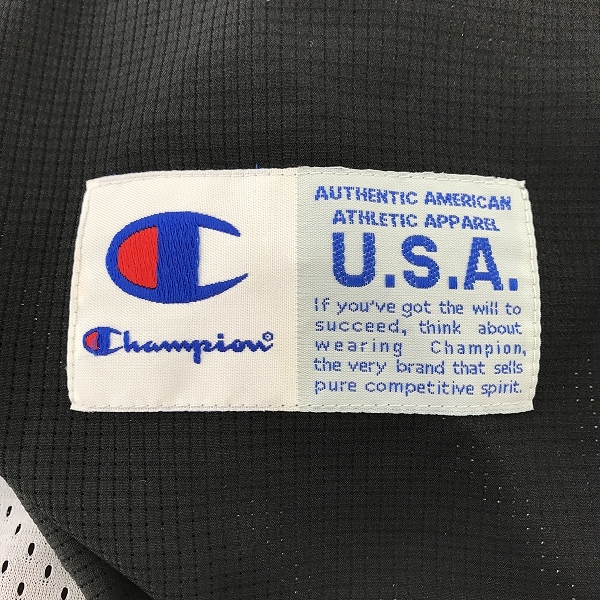 Champion®
AUTHENTIC AMERICAN
ATHLETIC APPAREL
U.S.A.
If you've got the will to
succeed, think about
wearing Champion,
the very brand that sells
pure competitive spirit.